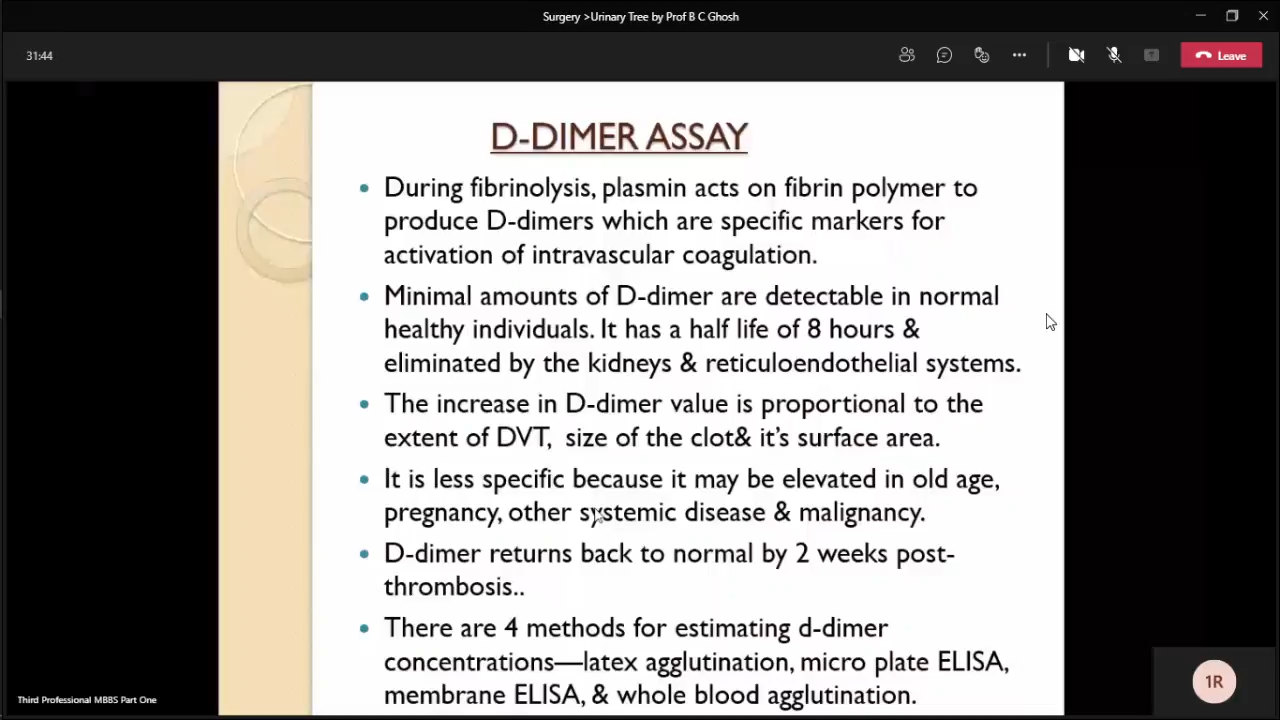 Surgery >Urinary Tree by Prof B C Ghosh
31:44
Leave
D-DIMER ASSAY
• During fibrinolysis, plasmin acts on fibrin polymer to
produce D-dimers which are specific markers for
activation of intravascular coagulation.
• Minimal amounts of D-dimer are detectable in normal
healthy individuals. It has a half life of 8 hours &
eliminated by the kidneys & reticuloendothelial systems.
• The increase in D-dimer value is proportional to the
extent of DVT, size of the clot& it's surface area.
• It is less specific because it may be elevated in old age,
pregnancy, other systemic disease & malignancy.
• D-dimer returns back to normal by 2 weeks post-
thrombosis..
• There are 4 methods for estimating d-dimer
concentrations—latex agglutination, micro plate ELISA,
membrane ELISA, & whole blood agglutination.
1R
Third Professional MBBS Part One